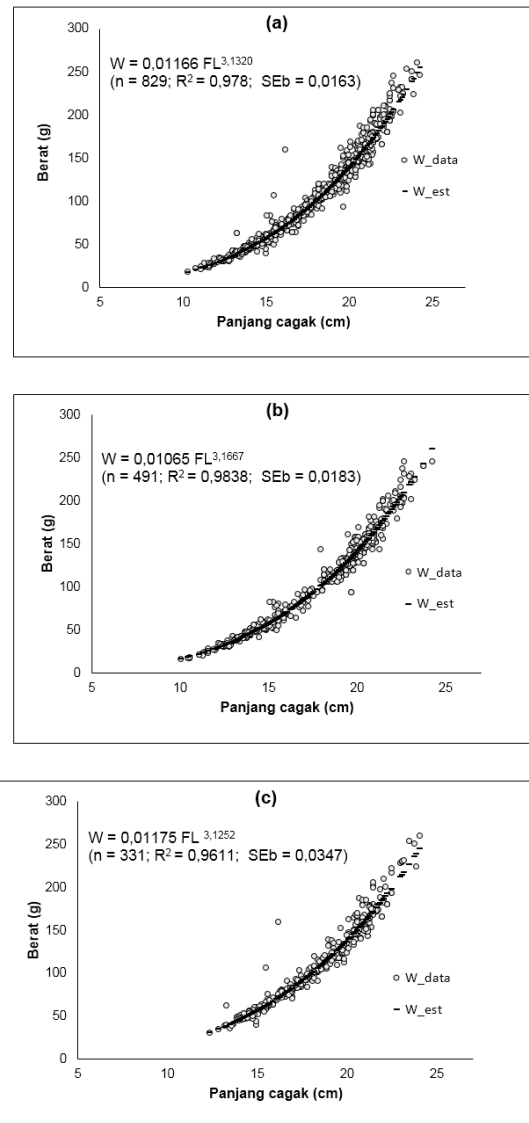 (a)
300
W = 0,01166 FL3,1320
(n = 829; R2 = 0,978; SEb = 0,0163)
250
200
150
100
50
0
Berat (g)
W_data
W_est
5 10 15 20 25
Panjang cagak (cm)
(b)
300
W = 0,01065 FL3,1667
(n = 491; R2 = 0,9838; SEb = 0,0183)
250
200
150
100
50
0
Berat (g)
W_data
W_est
5 10 15 20 25
Panjang cagak (cm)
(c)
300
W = 0,01175 FL 3,1252
(n = 331; R2 = 0,9611; SEb = 0,0347)
250
200
150
100
50
0
Berat (g)
W_data
W_est
5 10 15 20 25
Panjang cagak (cm)